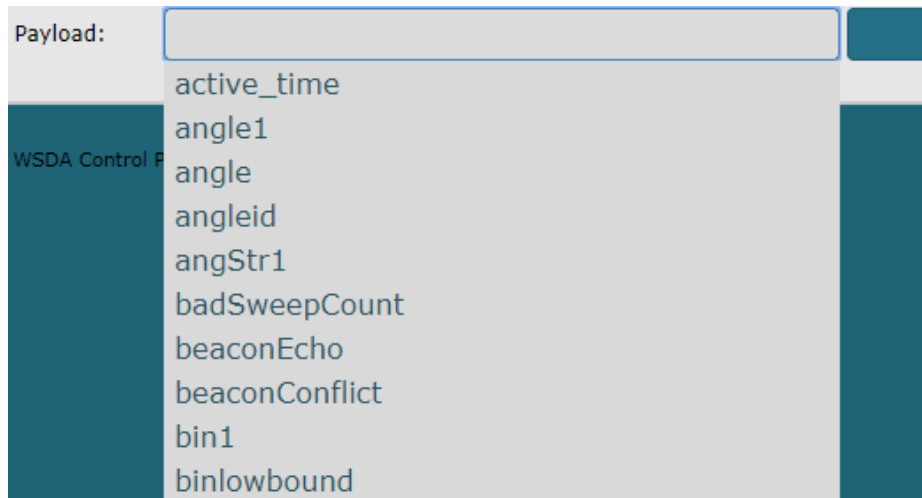 Payload:
active_time
angle1
WSDA Control
angle
angleid
angStr1
badSweepCount
beaconEcho
beaconConflict
bin1
binlowbound